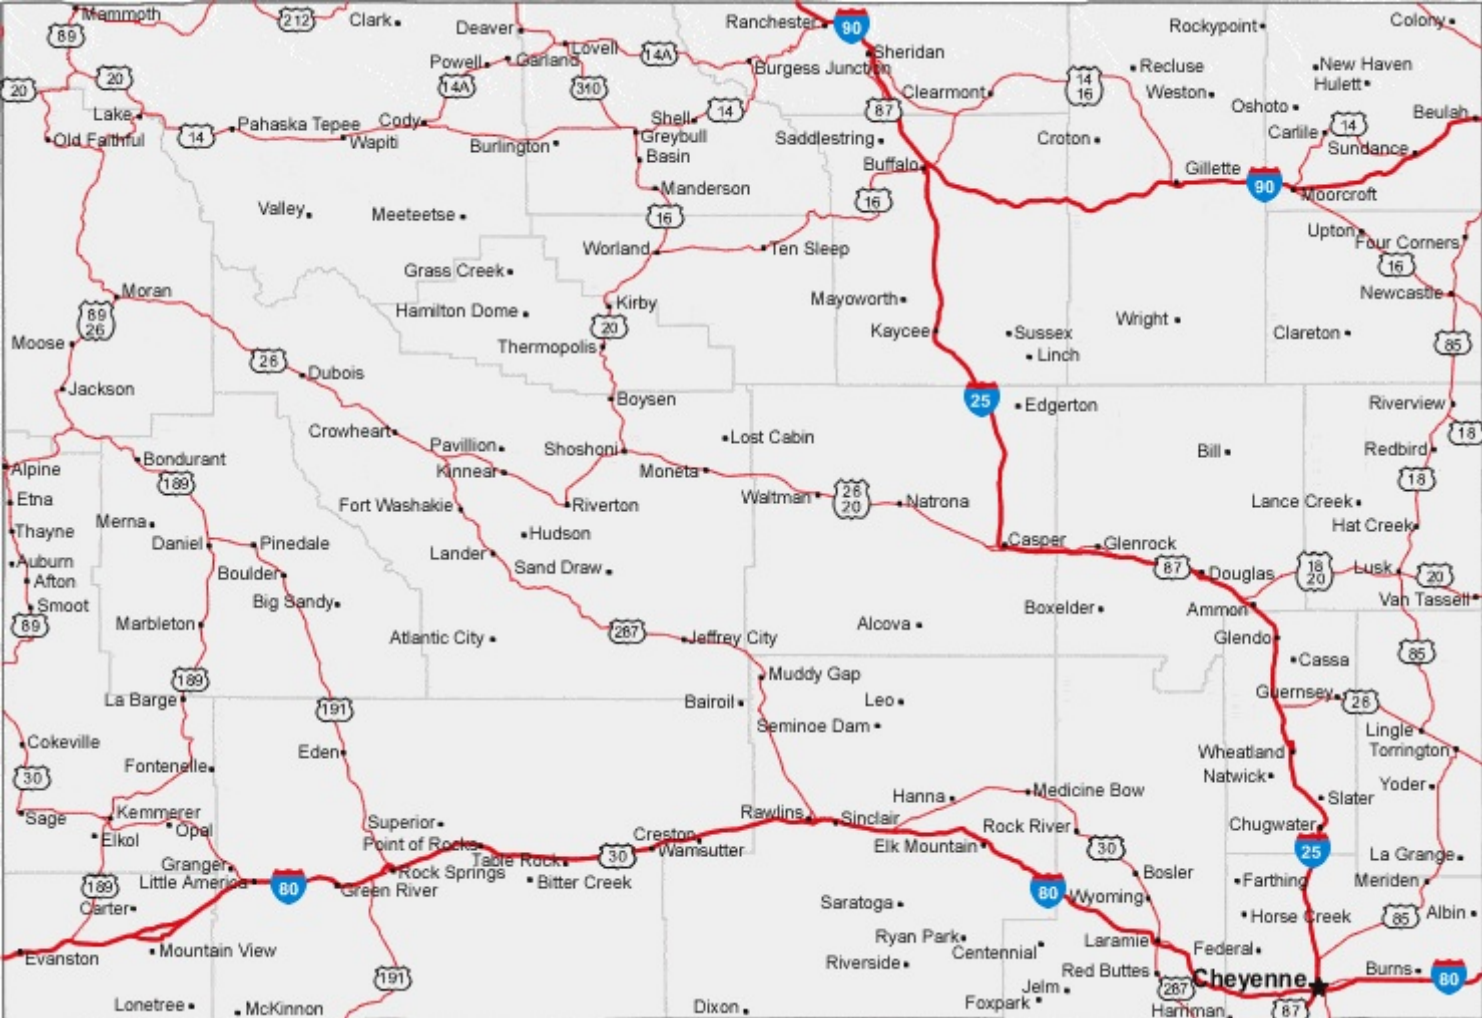 Mammoth
212
Clark
Deaver
Ranchester
90
Rockypoint
Colony
89
Lovell
14A
Sheridan
Powell
Garland
Burgess Junction
Recluse
New Haven
20
20
14A
310
Clearmont
14
16
Weston
Hulett
Lake
Shell
14
87
Oshoto
Beulah
14
Pahaska Tepee
Cody
Greybull
Saddlestring
Croton
Carlile
14
Old Faithful
Wapiti
Burlington
Basin
Buffalo
Sundance
Manderson
Gillette
90
Moorcroft
Valley
Meeteetse
16
16
Worland
Ten Sleep
Upton
Four Corners
Grass Creek
16
Moran
Hamilton Dome
Kirby
Mayoworth
Newcastle
89
26
20
Kaycee
Sussex
Wright
Clareton
Moose
Thermopolis
Linch
85
26
Dubois
Jackson
Boysen
25
Edgerton
Riverview
Crowheart
Pavillion
Shoshoni
Lost Cabin
Bill
18
Redbird
Alpine
Bondurant
Kinnear
Moneta
18
Etna
189
Fort Washakie
Riverton
Waltman
26
20
Natrona
Lance Creek
Thayne
Merna
Hudson
Hat Creek
Daniel
Pinedale
Lander
Casper
Glenrock
Auburn
Boulder
Sand Draw
87
Douglas
18
20
Lusk
20
Afton
Smoot
Big Sandy
Boxelder
Ammon
Van Tassell
89
Marbleton
Atlantic City
287
Jeffrey City
Alcova
Glendo
85
189
Muddy Gap
Cassa
La Barge
191
Bairoil
Leo
Guernsey
26
Seminoe Dam
Lingle
Cokeville
Eden
Wheatland
Torrington
30
Fontenelle
Natwick
Yoder
Hanna
Medicine Bow
Slater
Sage
Kemmerer
Superior
Rawlins
Sinclair
Rock River
Chugwater
Elkol
Opal
Point of Rocks
Creston
Elk Mountain
30
25
Granger
Table Rock
30
Wamsutter
La Grange
189
Little America
80
Green River
Rock Springs
Bitter Creek
80
Bosler
Farthing
Meriden
Carter
Saratoga
Wyoming
Horse Creek
85
Albin
Evanston
Mountain View
Ryan Park
Centennial
Laramie
Federal
Riverside
Red Buttes
Cheyenne
Burns
80
191
Jelm
287
Lonetree
McKinnon
Dixon
Foxpark
Harriman
87